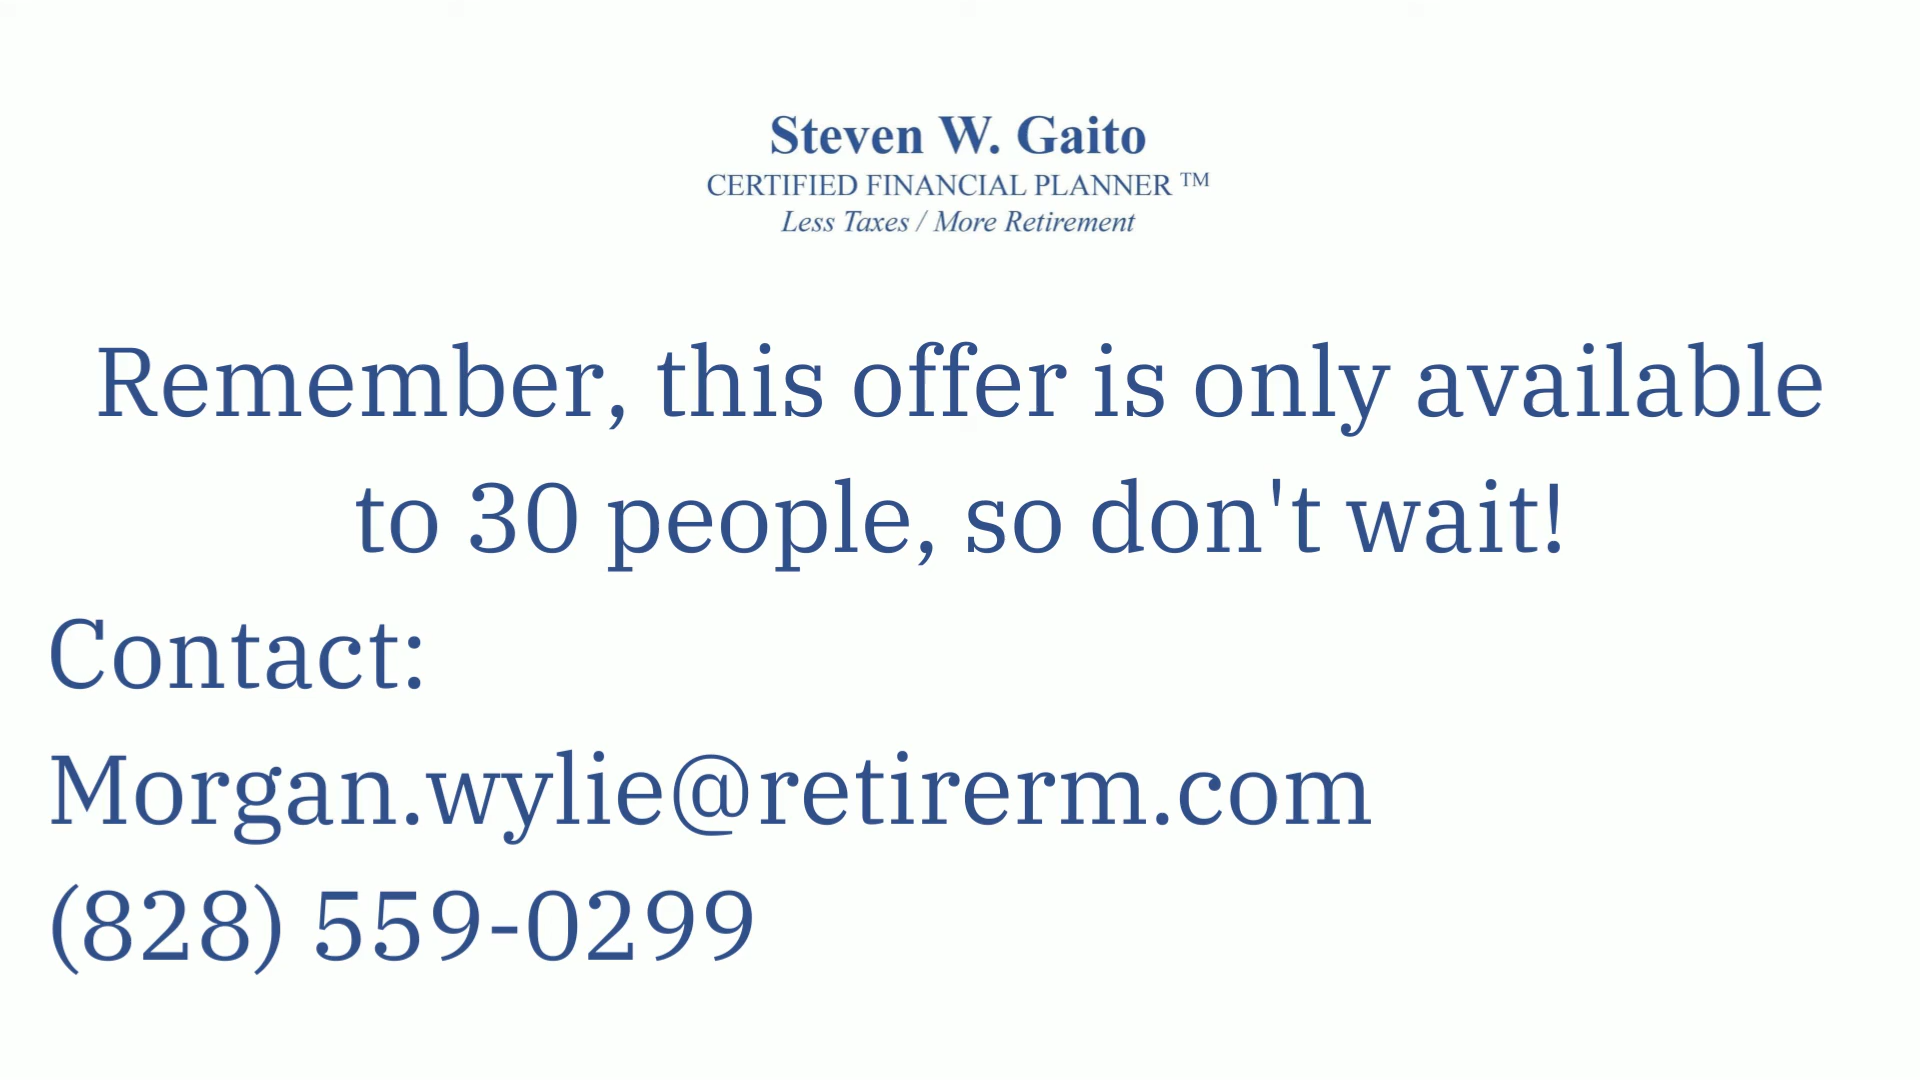 Steven W. Gaito
CERTIFIED FINANCIAL PLANNER ™
Less Taxes / More Retirement
Remember, this offer is only available
to 30 people, so don't wait!
Contact:
Morgan.wylie@retirerm.com
(828) 559-0299